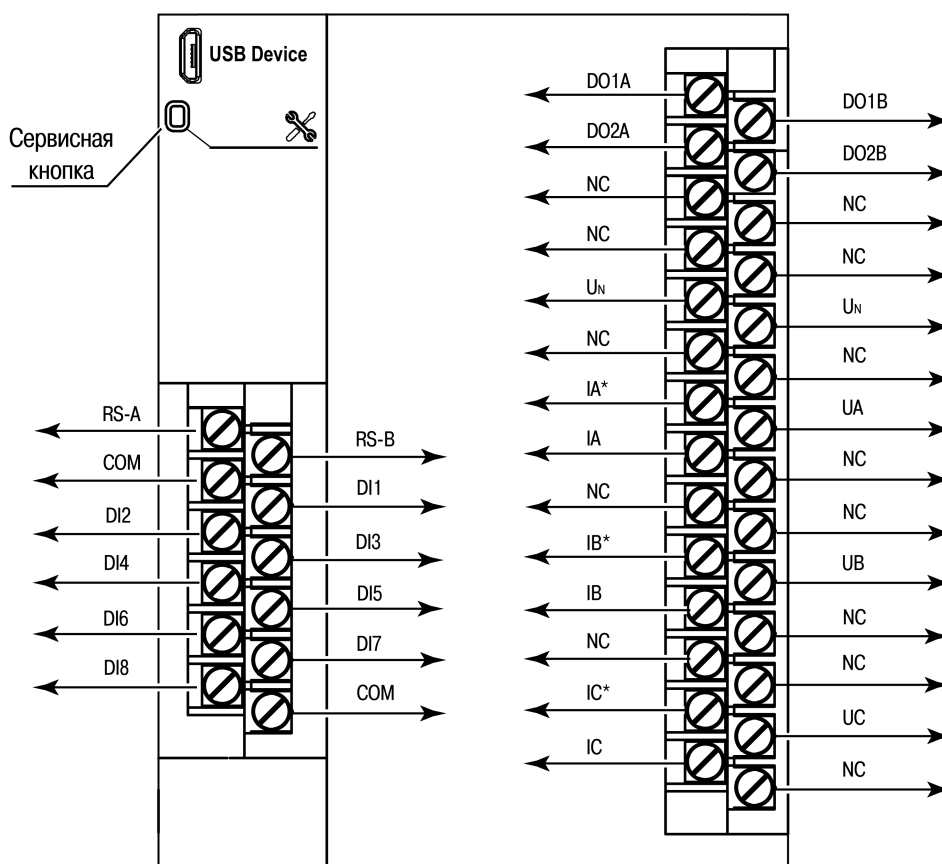 USB Device
Сервисная
кнопка
RS-A
RS-B
COM
DI1
DI2
DI3
DI4
DI5
DI6
DI7
DI8
COM
DO1A
DO1B
DO2A
DO2B
NC
NC
NC
NC
UN
UN
NC
NC
IA*
UA
IA
NC
NC
NC
IB*
UB
IB
NC
NC
NC
IC*
UC
IC
NC